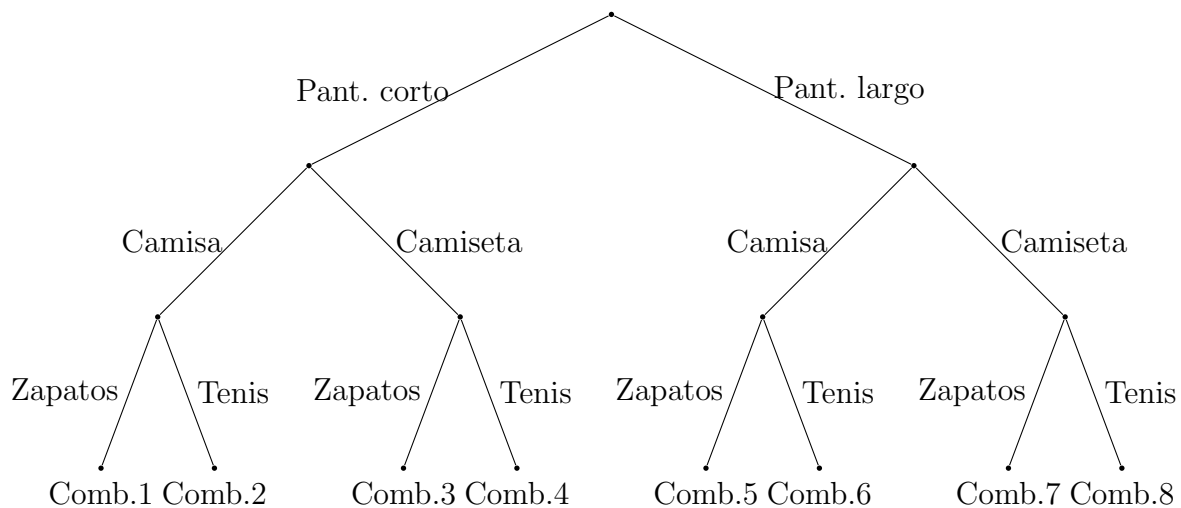 Pant. corto Pant. largo
Camisa Camiseta Camisa Camiseta
Zapatos Tenis Zapatos Tenis Zapatos Tenis Zapatos Tenis
Comb.1 Comb.2 Comb.3 Comb.4 Comb.5 Comb.6 Comb.7 Comb.8